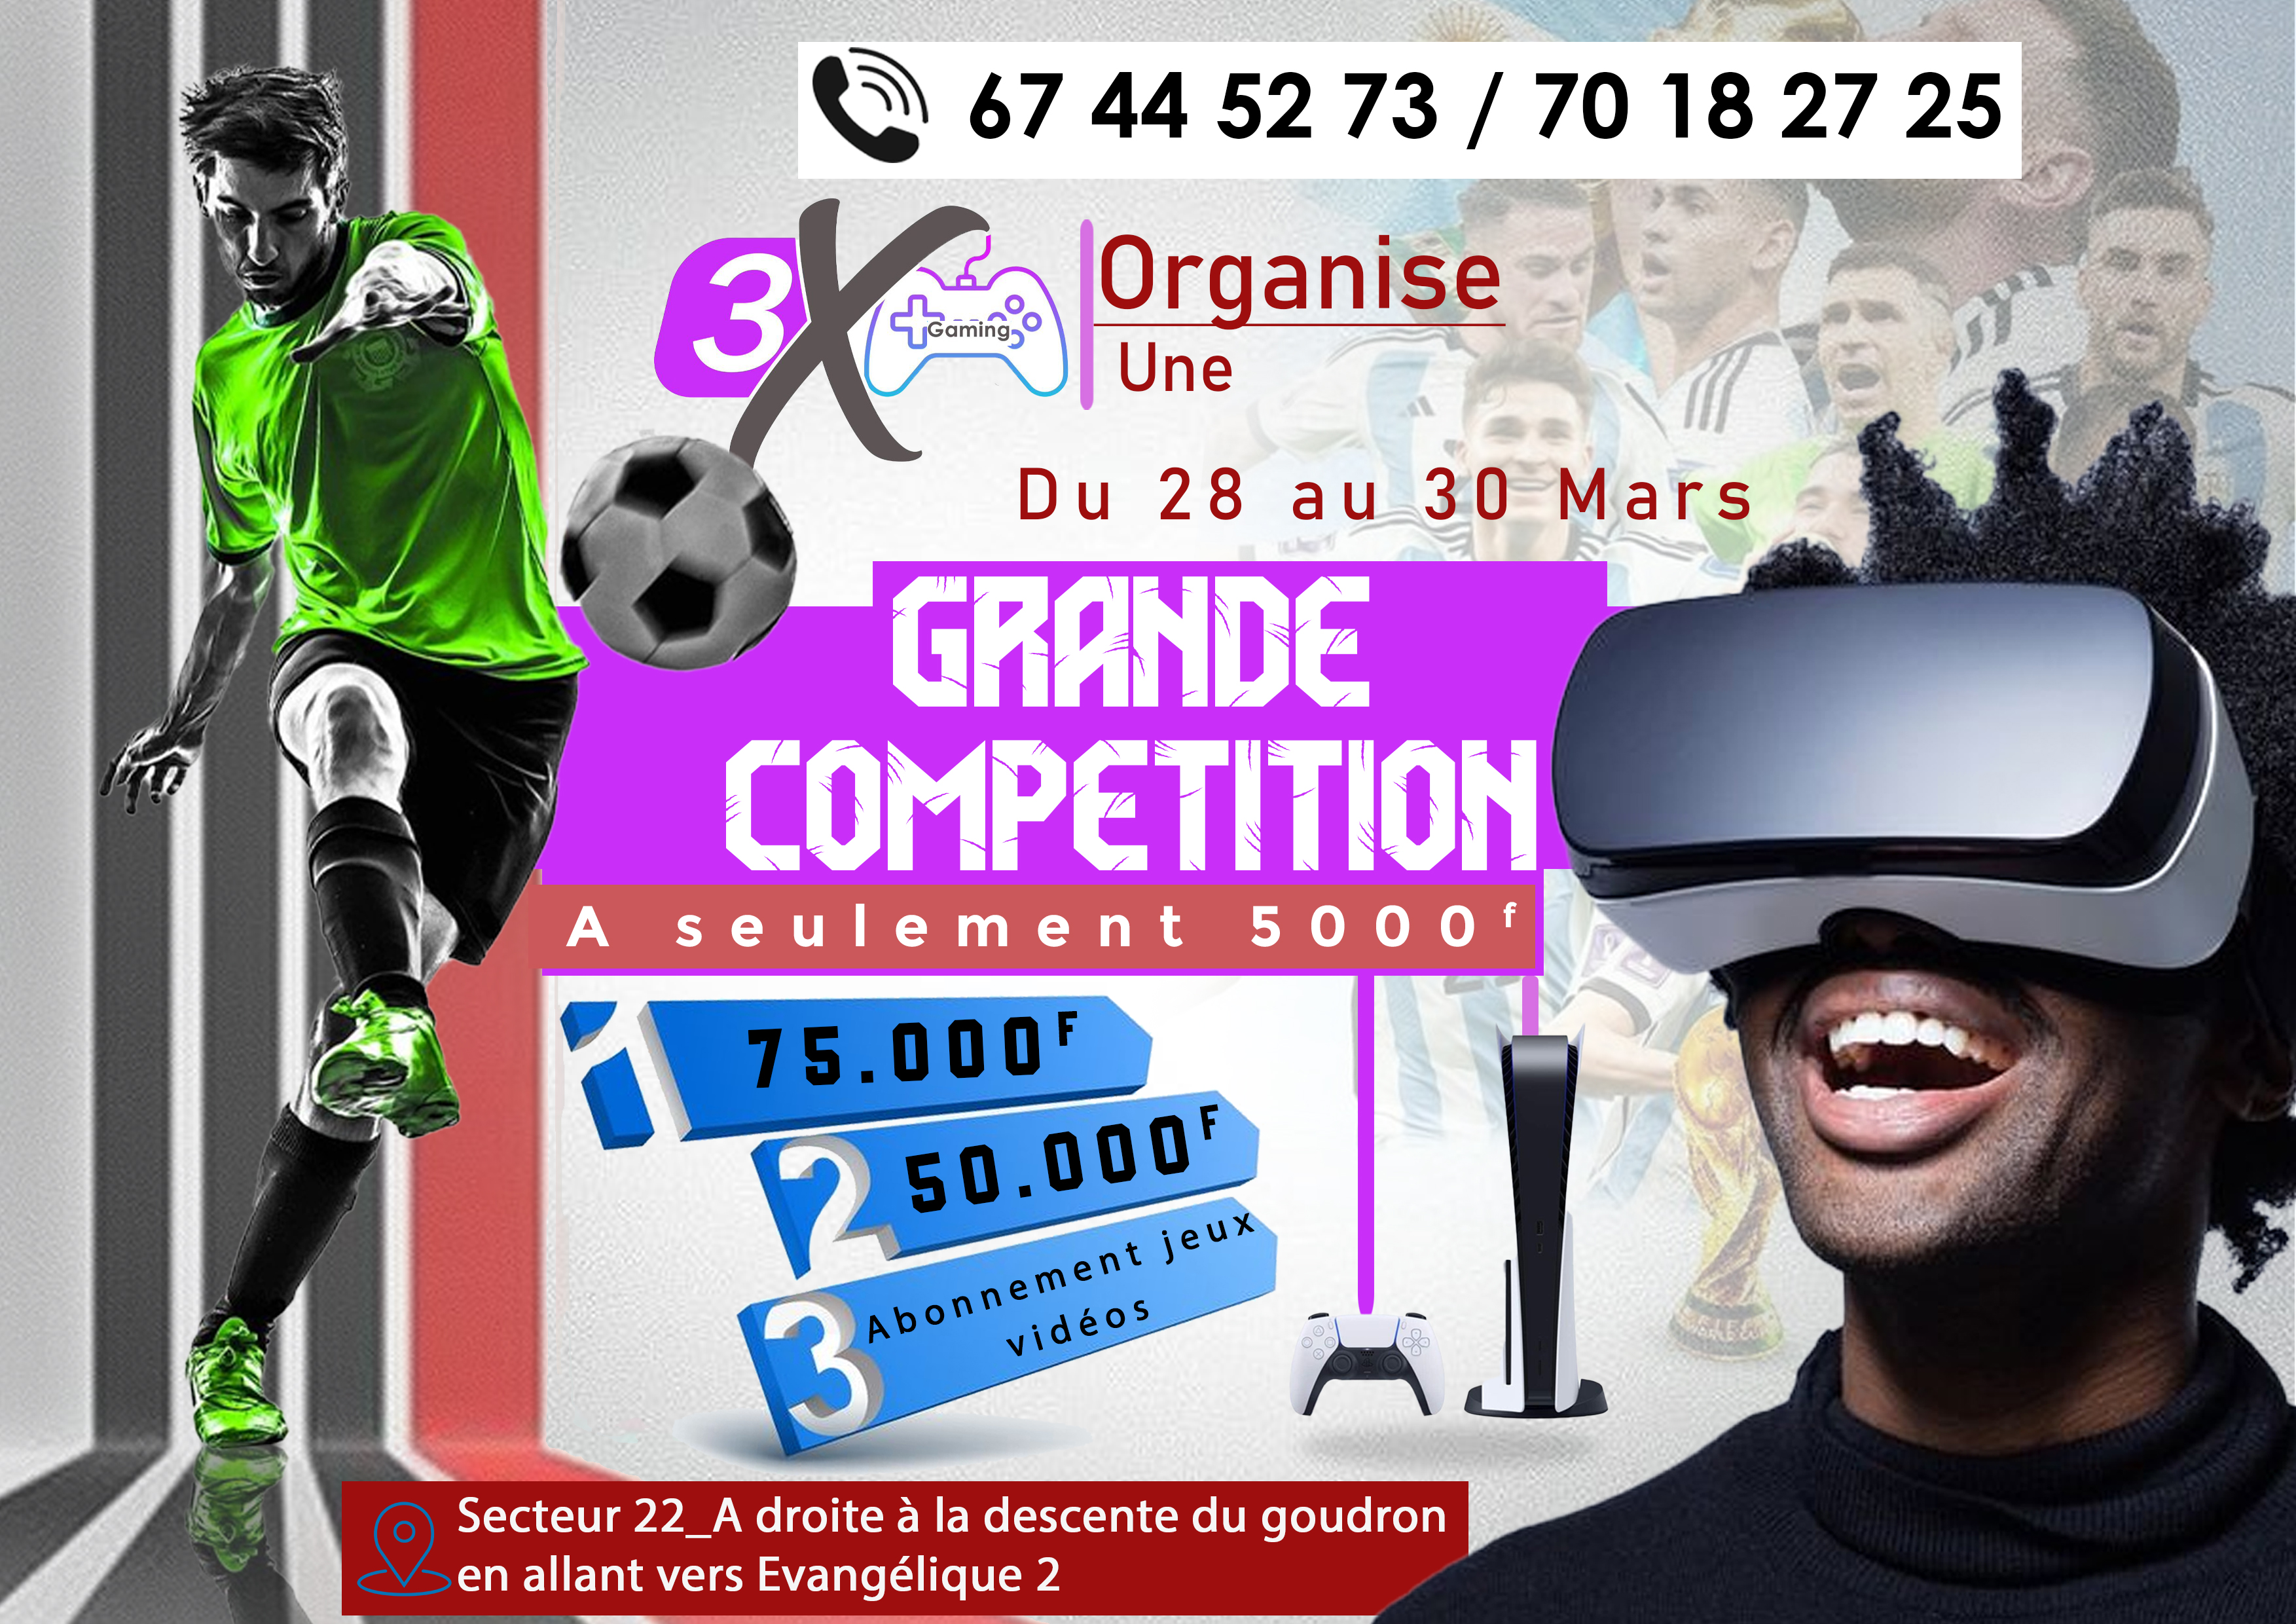 67 44 52 73 / 70 18 27 25
3X
Gaming
Organise
Une
Du 28 au 30 Mars
GRANDE
COMPETITION
A seulement 5000f
1 75.000F
2 50.000F
3 Abonnement jeux
vidéos
Secteur 22_A droite à la descente du goudron
en allant vers Evangélique 2